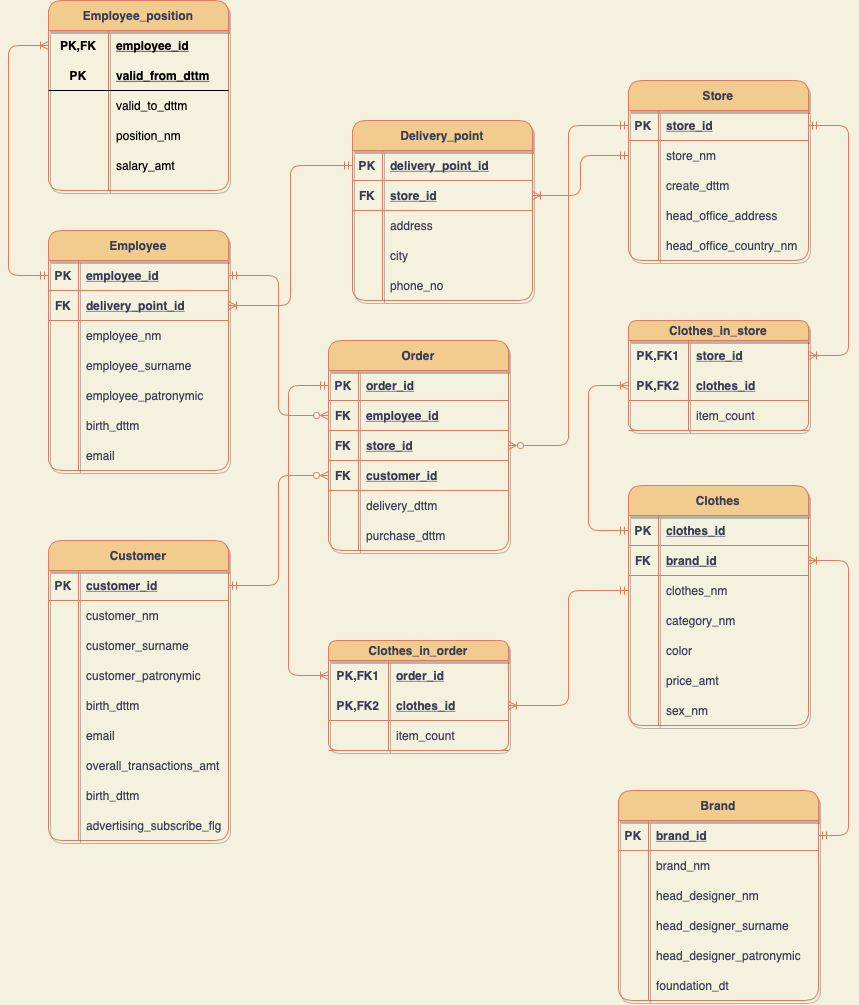 Employee_position
PK,FK employee_id
PK valid_from_dttm
valid_to_dttm
position_nm
salary_amt
Employee
PK employee_id
FK delivery_point_id
employee_nm
employee_surname
employee_patronymic
birth_dttm
email
Customer
PK customer_id
customer_nm
customer_surname
customer_patronymic
birth_dttm
email
overall_transactions_amt
birth_dttm
advertising_subscribe_flg
Delivery_point
PK delivery_point_id
FK store_id
address
city
phone_no
Order
PK order_id
FK employee_id
FK store_id
FK customer_id
delivery_dttm
purchase_dttm
Clothes_in_order
PK,FK1 order_id
PK,FK2 clothes_id
item_count
Store
PK store_id
store_nm
create_dttm
head_office_address
head_office_country_nm
Clothes_in_store
PK,FK1 store_id
PK,FK2 clothes_id
item_count
Clothes
PK clothes_id
FK brand_id
clothes_nm
category_nm
color
price_amt
sex_nm
Brand
PK brand_id
brand_nm
head_designer_nm
head_designer_surname
head_designer_patronymic
foundation_dt